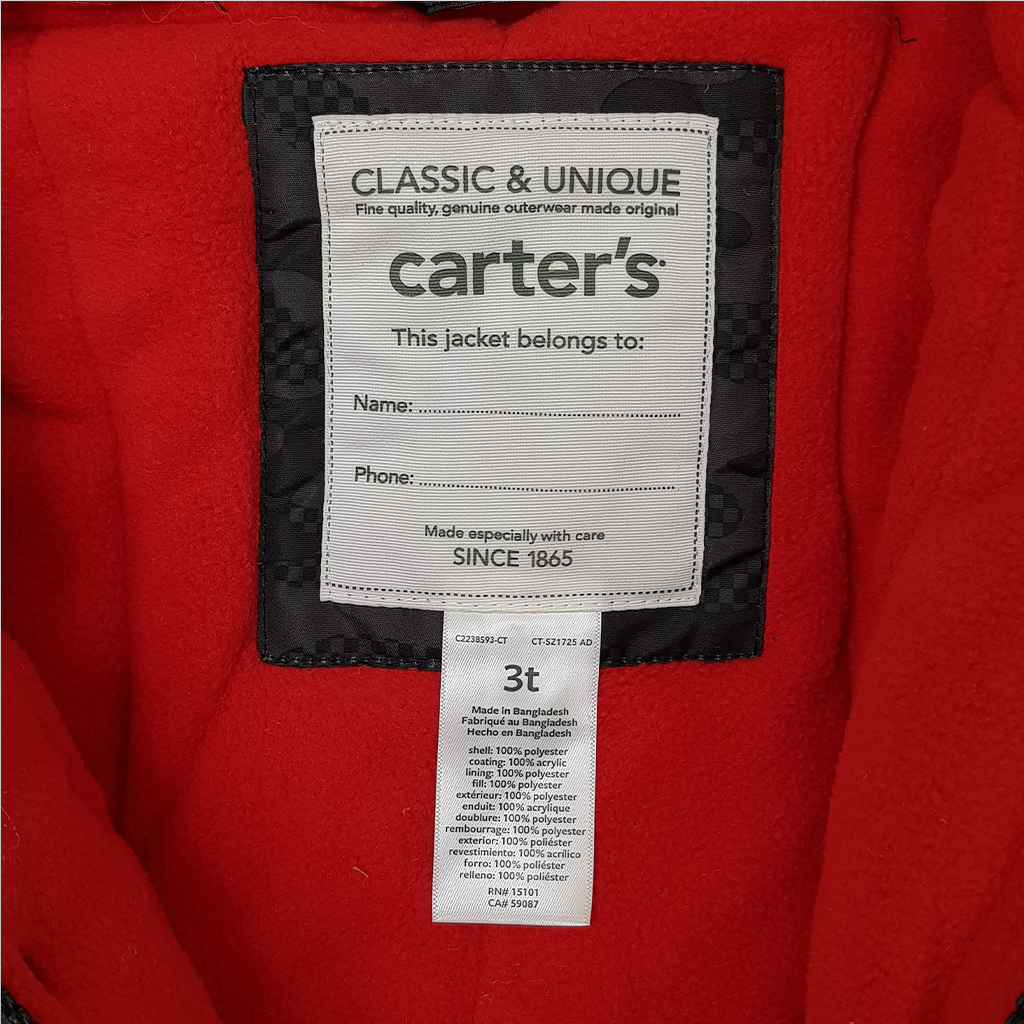 CLASSIC & UNIQUE
Fine quality, genuine outerwear made original
carter's
This jacket belongs to:
Name:
Phone:
Made especially with care
SINCE 1865
C2238S93-CT CT-SZ1725 AD
3t
Made in Bangladesh
Fabriqué au Bangladesh
Hecho en Bangladesh
shell: 100% polyester
coating: 100% acrylic
lining: 100% polyester
fill: 100% polyester
extérieur: 100% polyester
enduit: 100% acrylique
doublure: 100% polyester
rembourrage: 100% polyester
exterior: 100% poliéster
revestimiento: 100% acrílico
forro: 100% poliéster
relleno: 100% poliéster
RN# 15101
CA# 59087